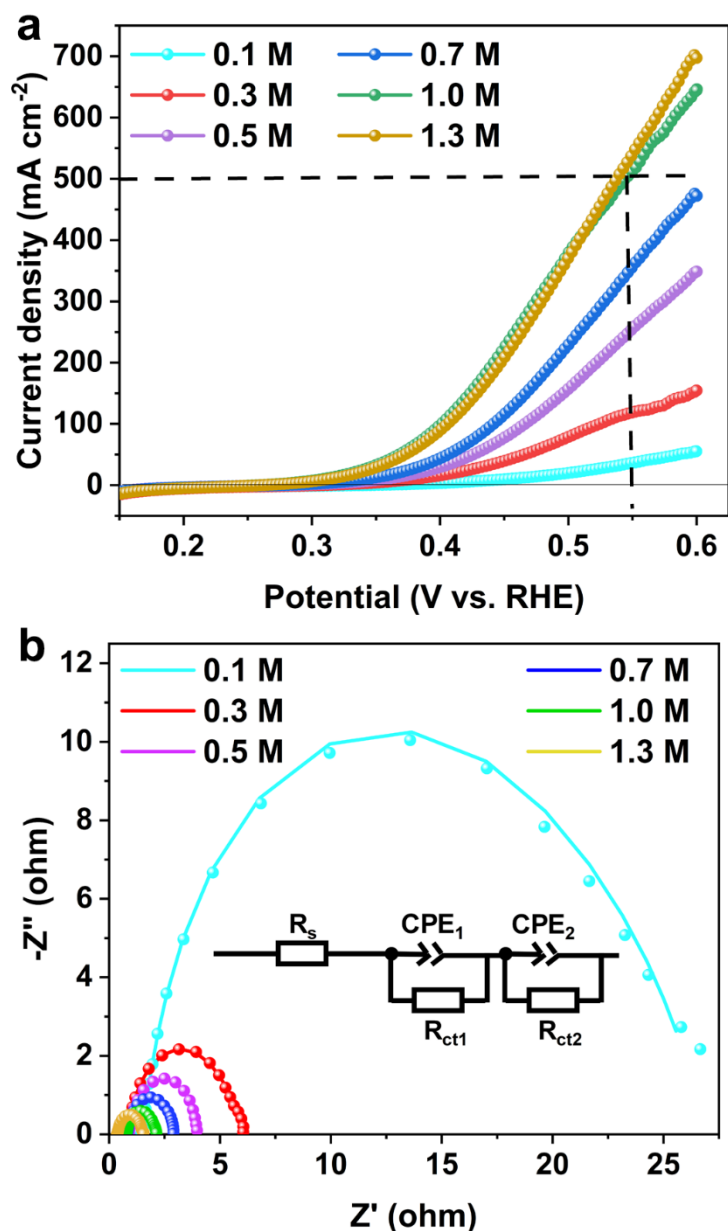 a
0.1 M
0.7 M
0.3 M
1.0 M
0.5 M
1.3 M
700
600
500
400
300
200
100
0
Current density (mA cm⁻²)
0.2
0.3
0.4
0.5
0.6
Potential (V vs. RHE)
b
0.1 M
0.7 M
0.3 M
1.0 M
0.5 M
1.3 M
12
10
8
6
4
2
0
-Z'' (ohm)
Rs
CPE1
CPE2
Rct1
Rct2
0
5
10
15
20
25
Z' (ohm)